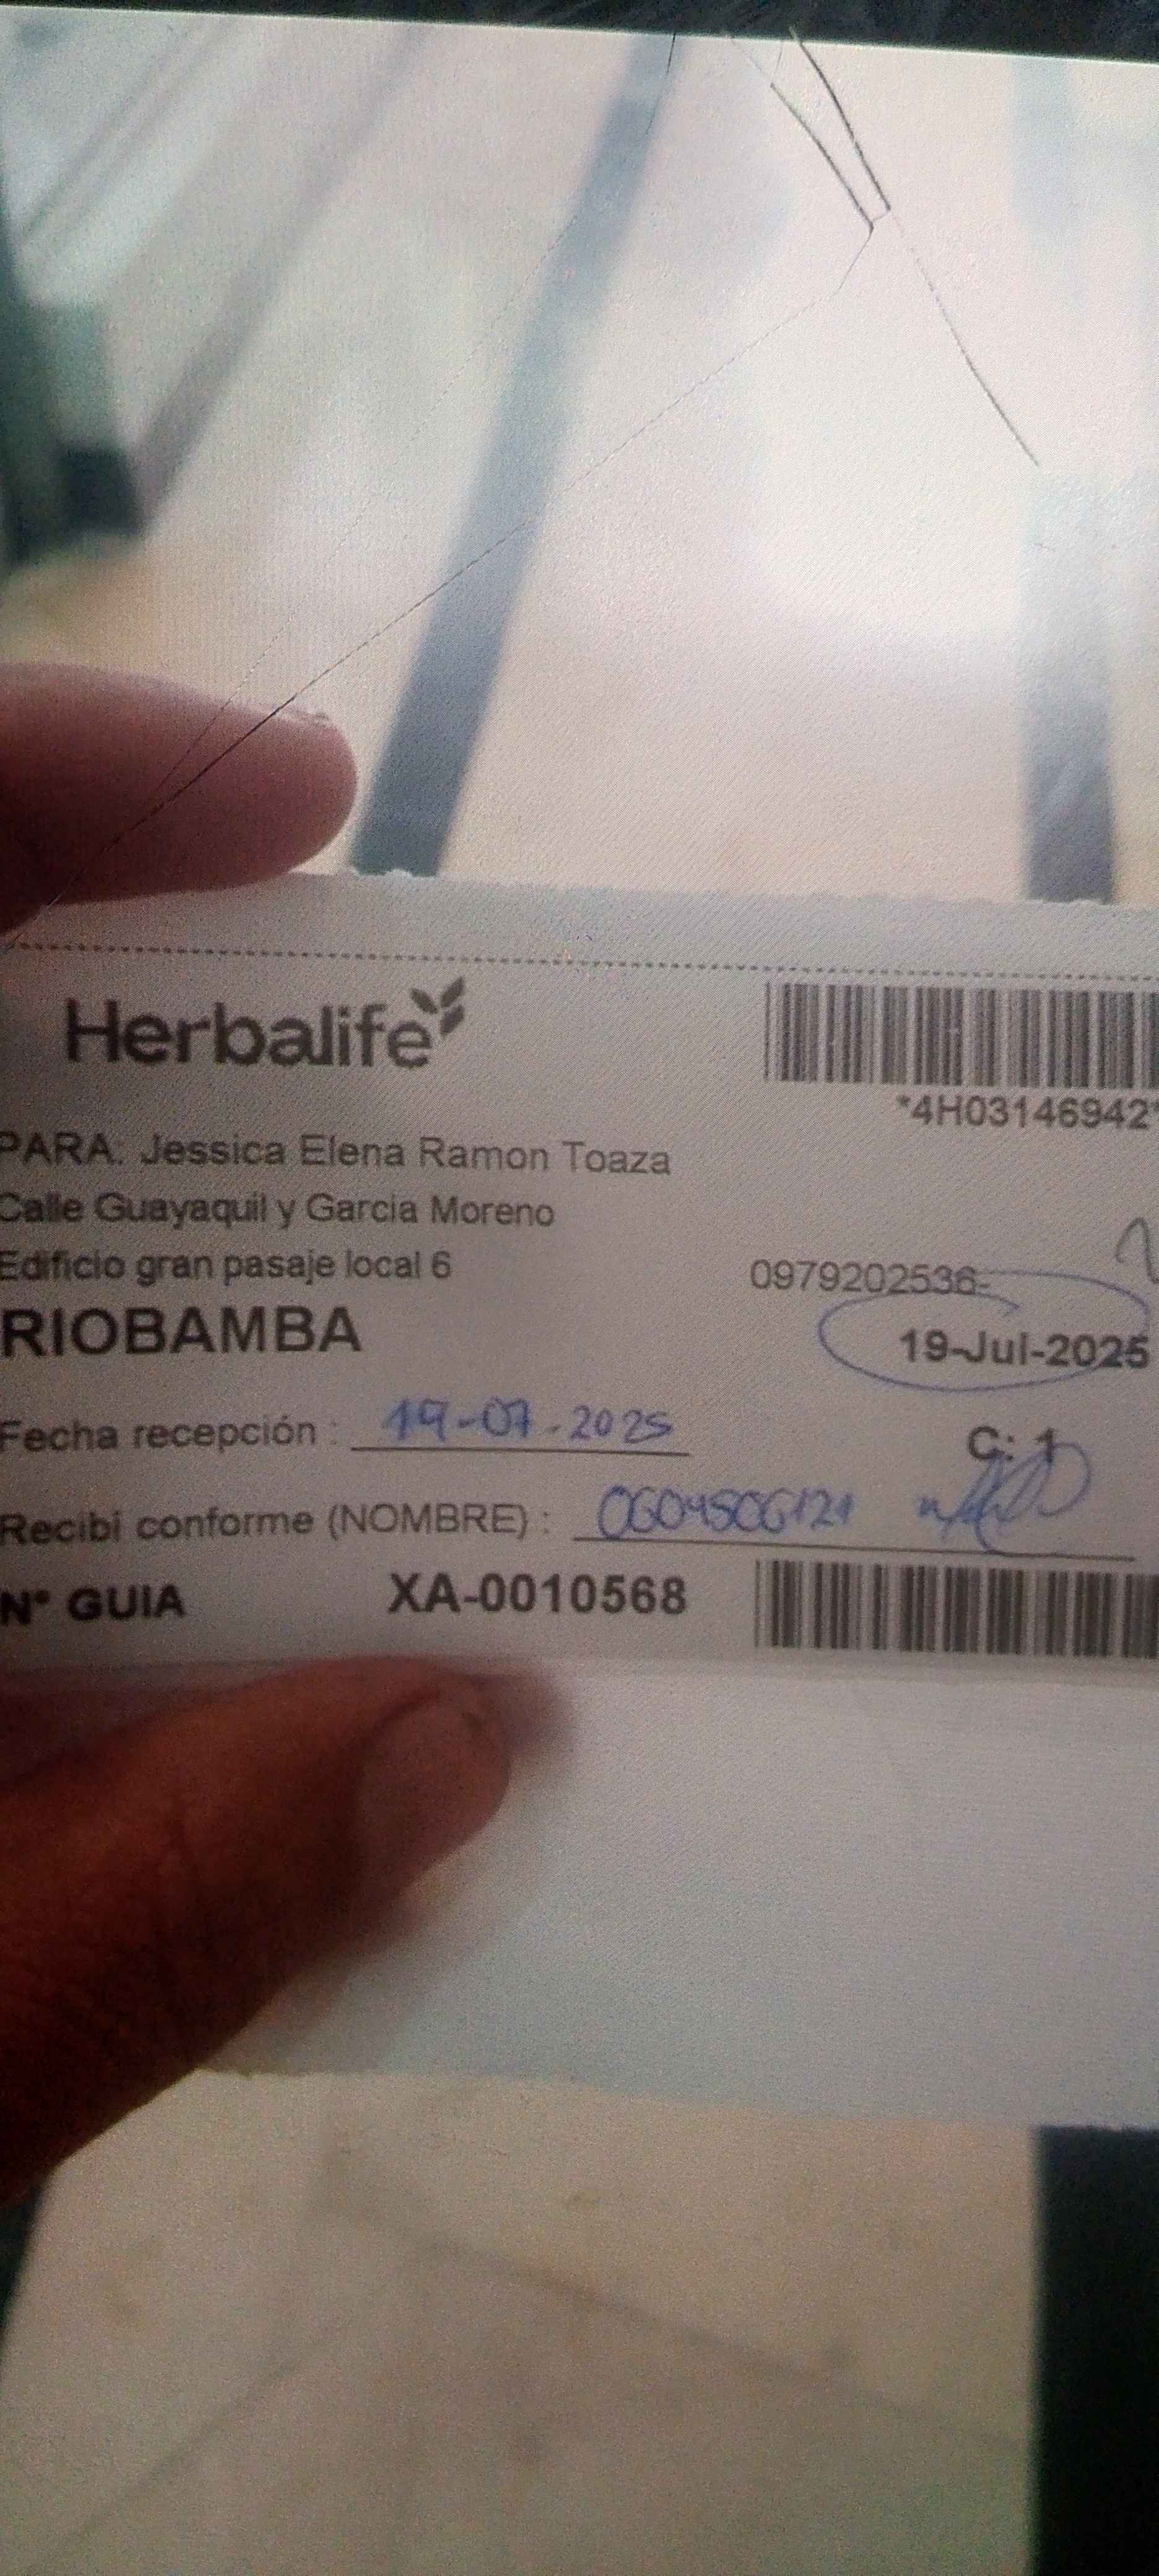 Herbalife
*4H03146942*
PARA: Jessica Elena Ramon Toaza
Calle Guayaquil y Garcia Moreno
Edificio gran pasaje local 6
0979202536-
RIOBAMBA
19-Jul-2025
Fecha recepción : 19-07-2025
C: 1
Recibi conforme (NOMBRE) : 0604506121
N° GUIA XA-0010568